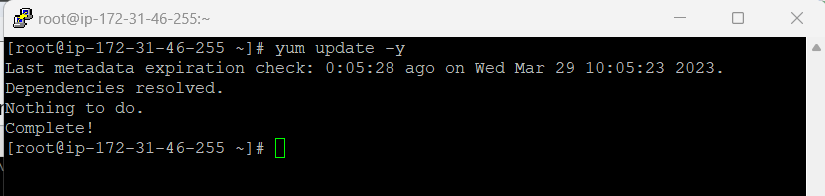 root@ip-172-31-46-255:~
[root@ip-172-31-46-255 ~]# yum update -y
Last metadata expiration check: 0:05:28 ago on Wed Mar 29 10:05:23 2023.
Dependencies resolved.
Nothing to do.
Complete!
[root@ip-172-31-46-255 ~]#